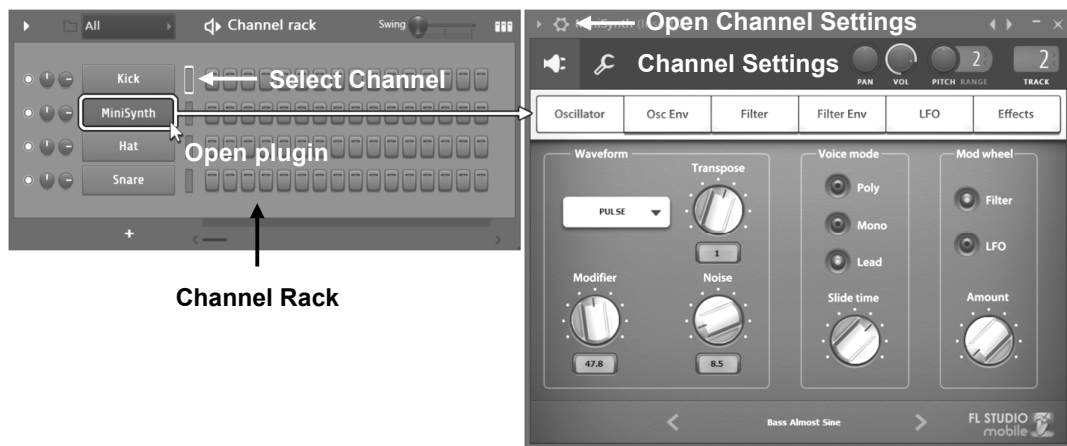 All
Channel rack
Swing
Kick
Select Channel
MiniSynth
Hat
Open plugin
Snare
+
Channel Rack
Open Channel Settings
Channel Settings
PAN
VOL
PITCH RANGE
2
2
TRACK
Oscillator
Osc Env
Filter
Filter Env
LFO
Effects
Waveform
Transpose
PULSE
1
Modifier
Noise
47.8
8.5
Voice mode
Poly
Mono
Lead
Slide time
Mod wheel
Filter
LFO
Amount
Bass Almost Sine
FL STUDIO
mobile